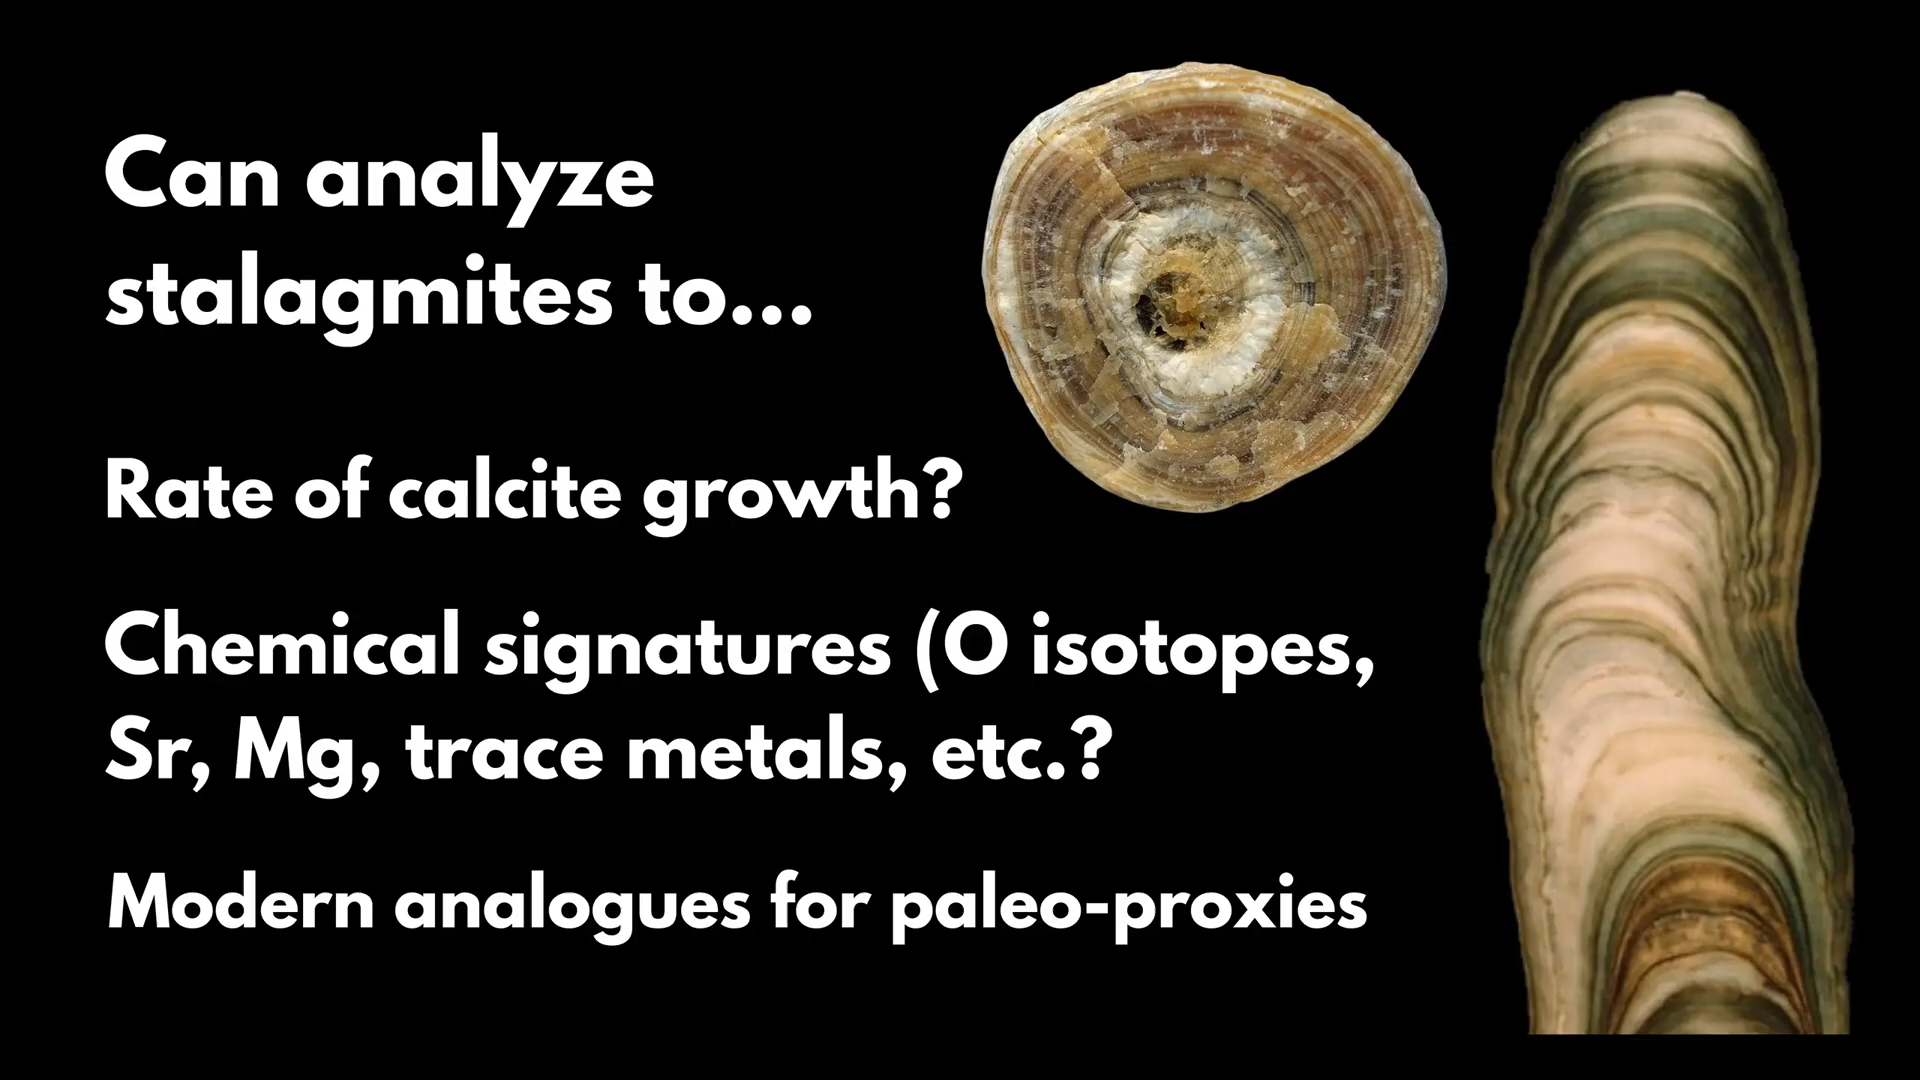 Can analyze
stalagmites to...
Rate of calcite growth?
Chemical signatures (O isotopes,
Sr, Mg, trace metals, etc.?
Modern analogues for paleo-proxies